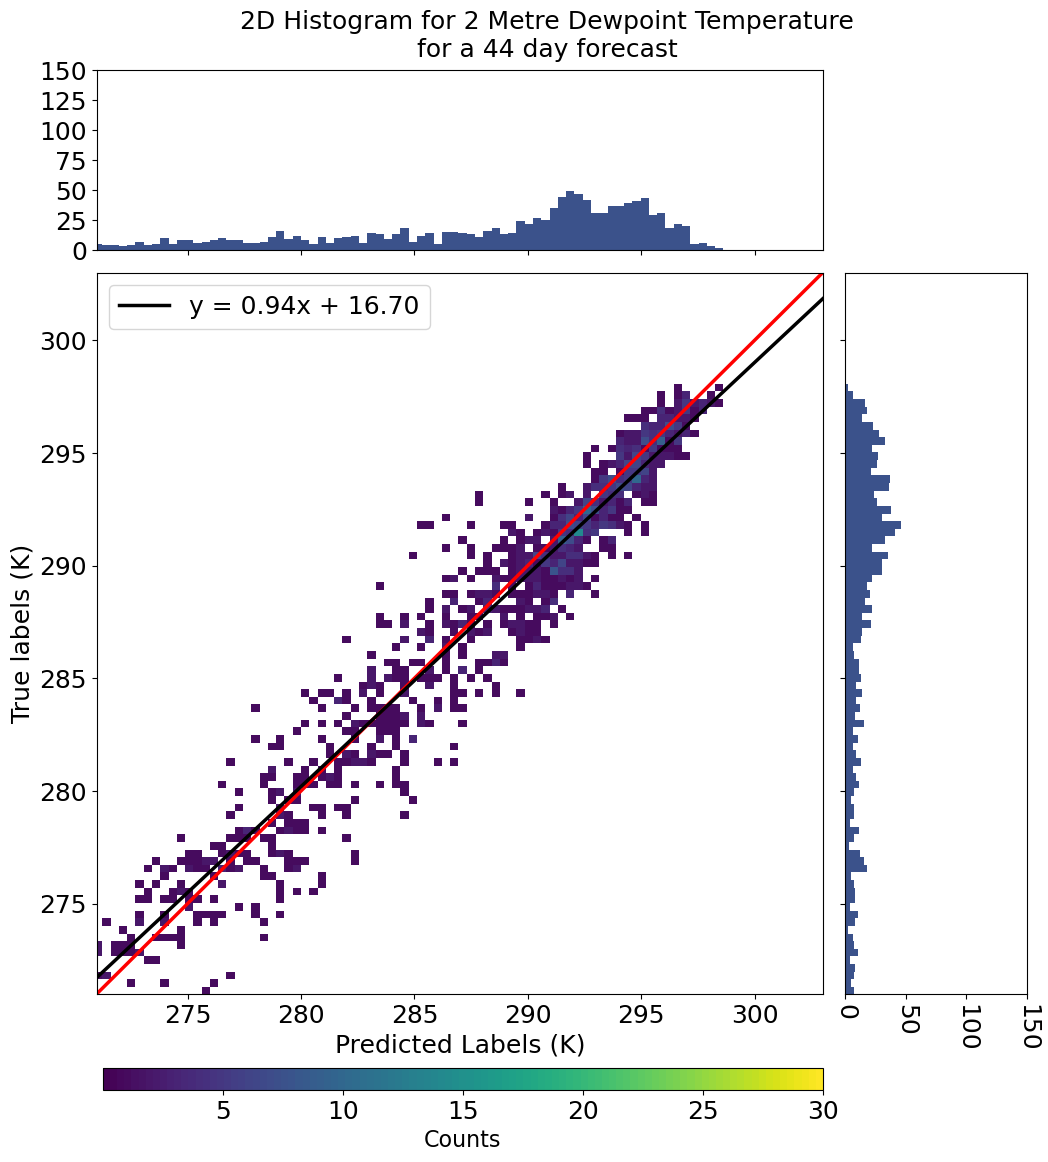 2D Histogram for 2 Metre Dewpoint Temperature
for a 44 day forecast
150
125
100
75
50
25
0
y = 0.94x + 16.70
True labels (K)
300
295
290
285
280
275
275 280 285 290 295 300
Predicted Labels (K)
0 50 100 150
5 10 15 20 25 30
Counts